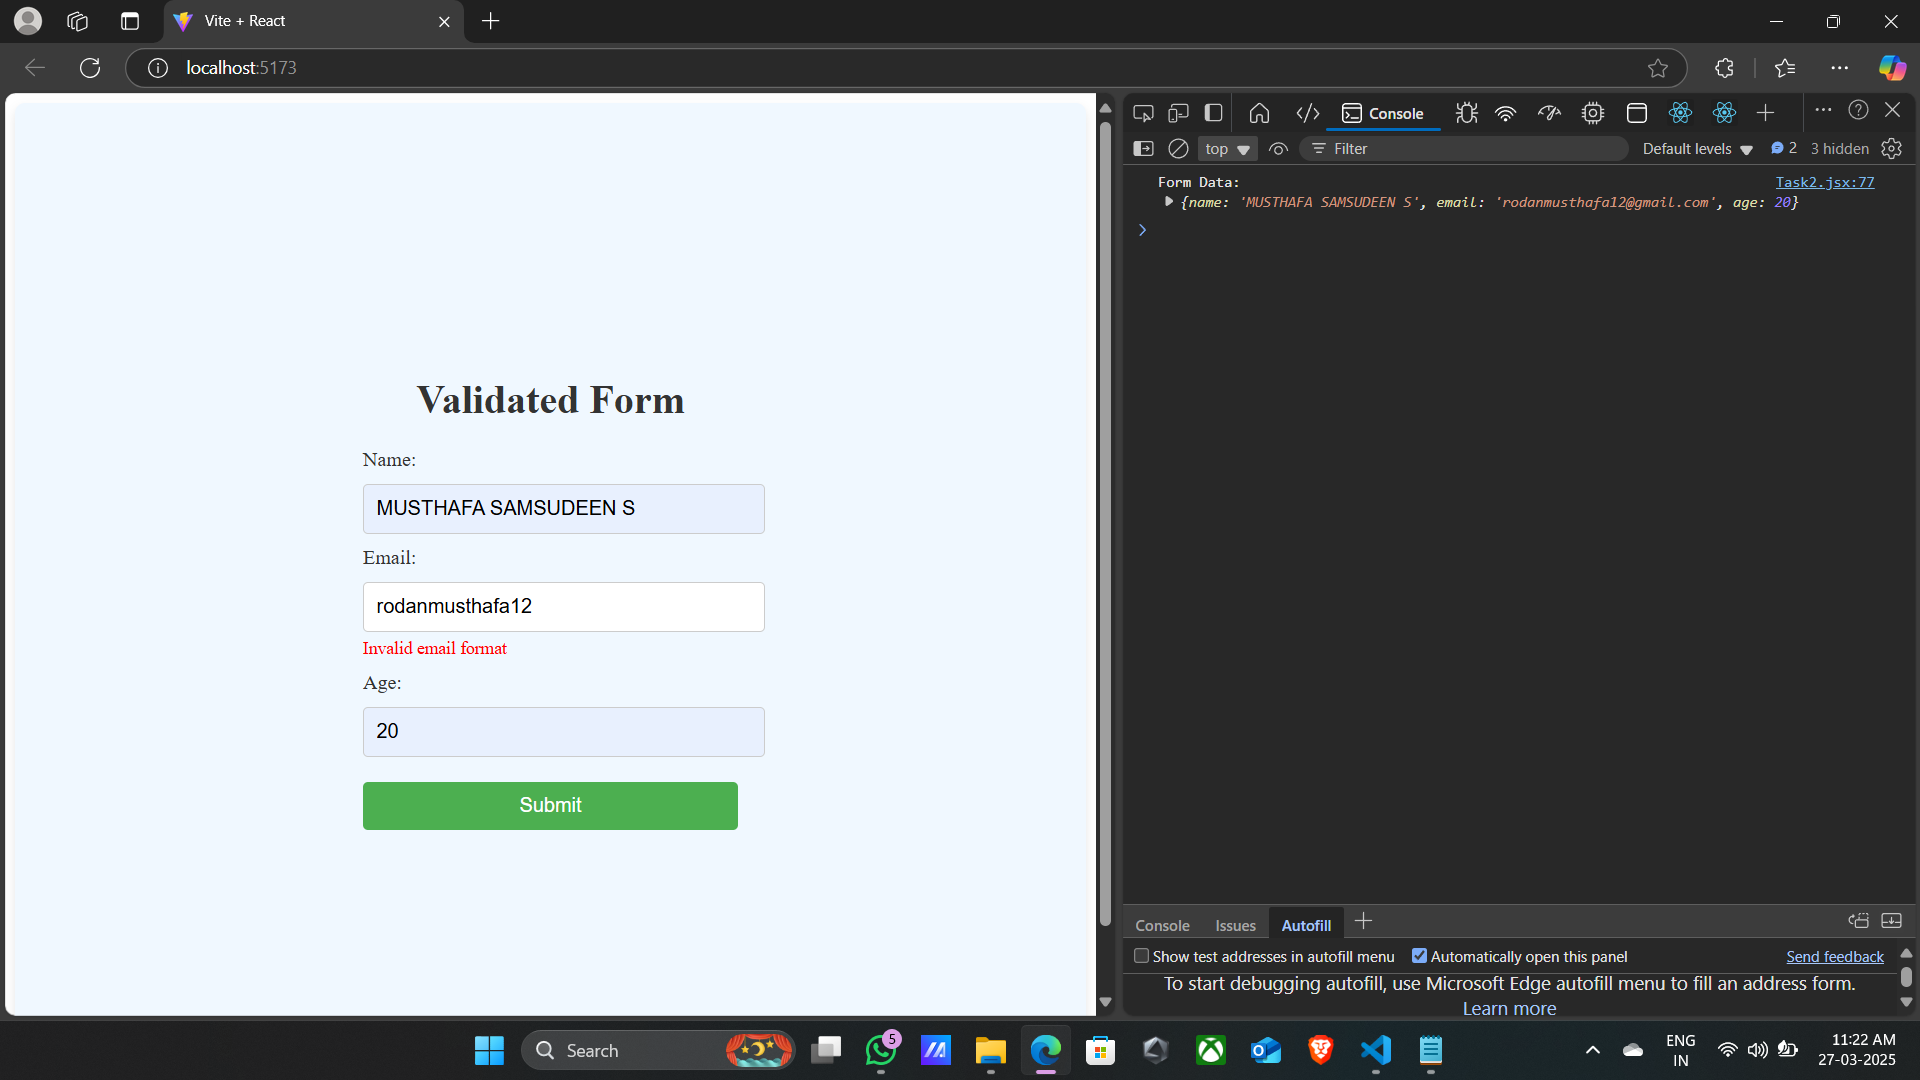 Vite + React
localhost:5173
Validated Form
Name:
MUSTHAFA SAMSUDEEN S
Email:
rodanmusthafa12
Invalid email format
Age:
20
Submit
Console
top
Filter
Default levels
2
3 hidden
Form Data:
Task2.jsx:77
{name: 'MUSTHAFA SAMSUDEEN S', email: 'rodanmusthafa12@gmail.com', age: 20}
Console
Issues
Autofill
Show test addresses in autofill menu
Automatically open this panel
Send feedback
To start debugging autofill, use Microsoft Edge autofill menu to fill an address form.
Learn more
Search
5
ENG
IN
11:22 AM
27-03-2025